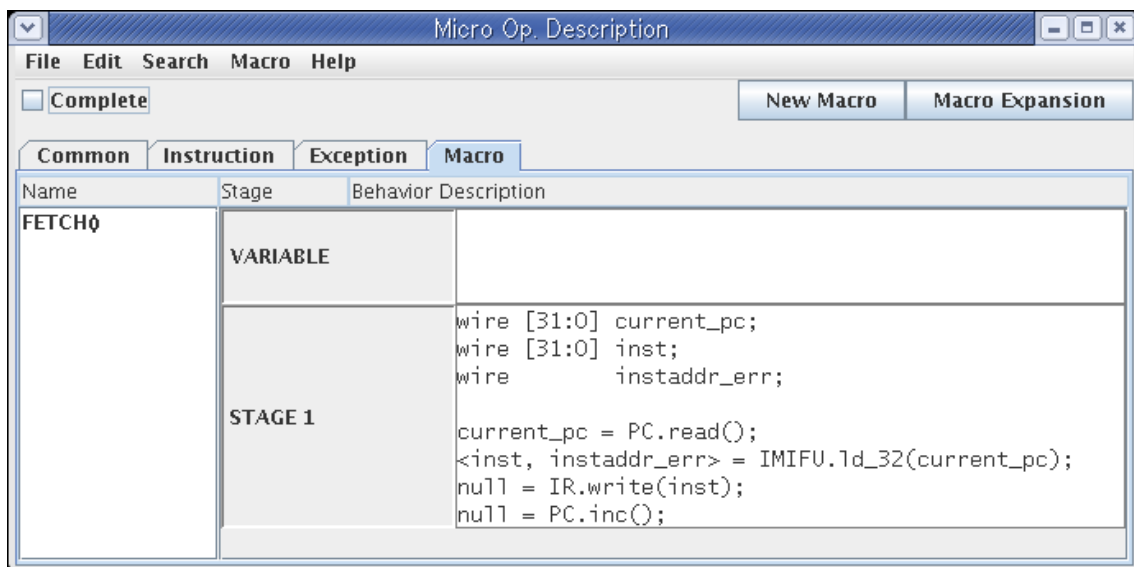 Micro Op. Description
File Edit Search Macro Help
Complete
New Macro
Macro Expansion
Common
Instruction
Exception
Macro
Name
Stage
Behavior Description
FETCH()
VARIABLE
STAGE 1
wire [31:0] current_pc;
wire [31:0] inst;
wire instaddr_err;
current_pc = PC.read();
<inst, instaddr_err> = IMIFU.ld_32(current_pc);
null = IR.write(inst);
null = PC.inc();